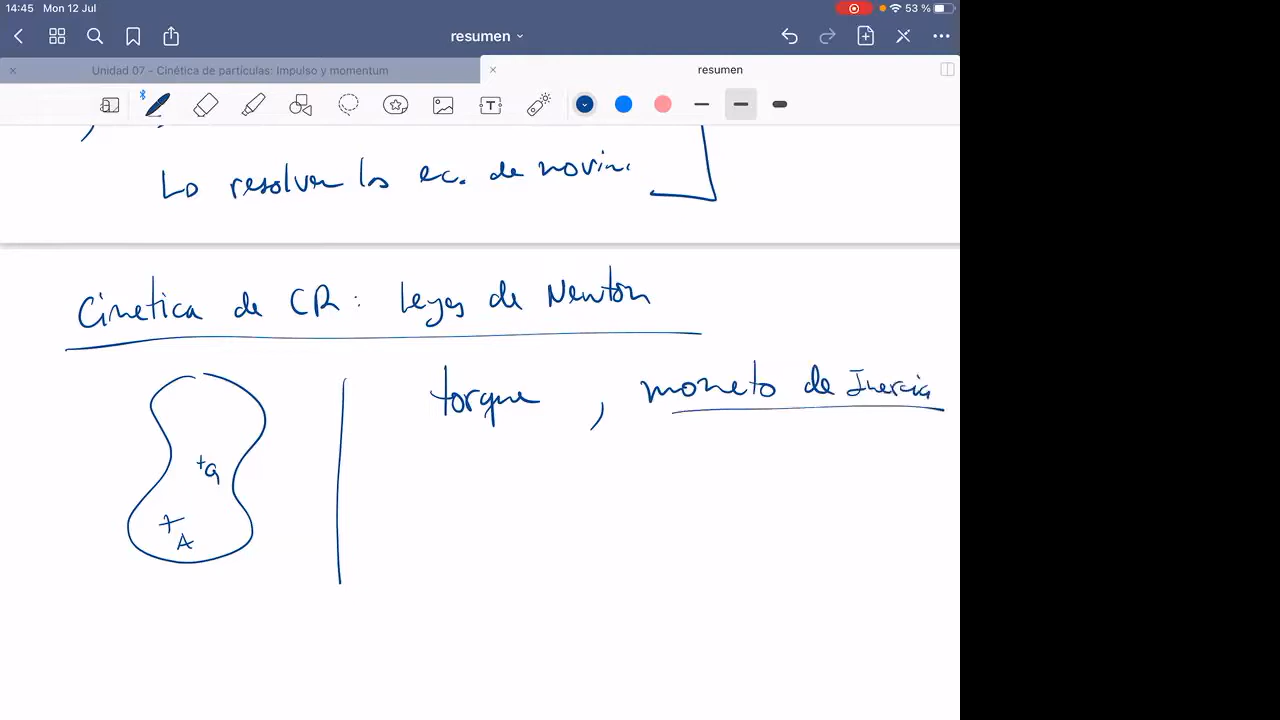 14:45 Mon 12 Jul 53 %
resumen
Unidad 07 - Cinética de partículas: Impulso y momentum
resumen
Lo resolver los ec. de movim.
Cinetica de CR: Leyes de Newton
torque , moneto de Inercia
+G
+
A